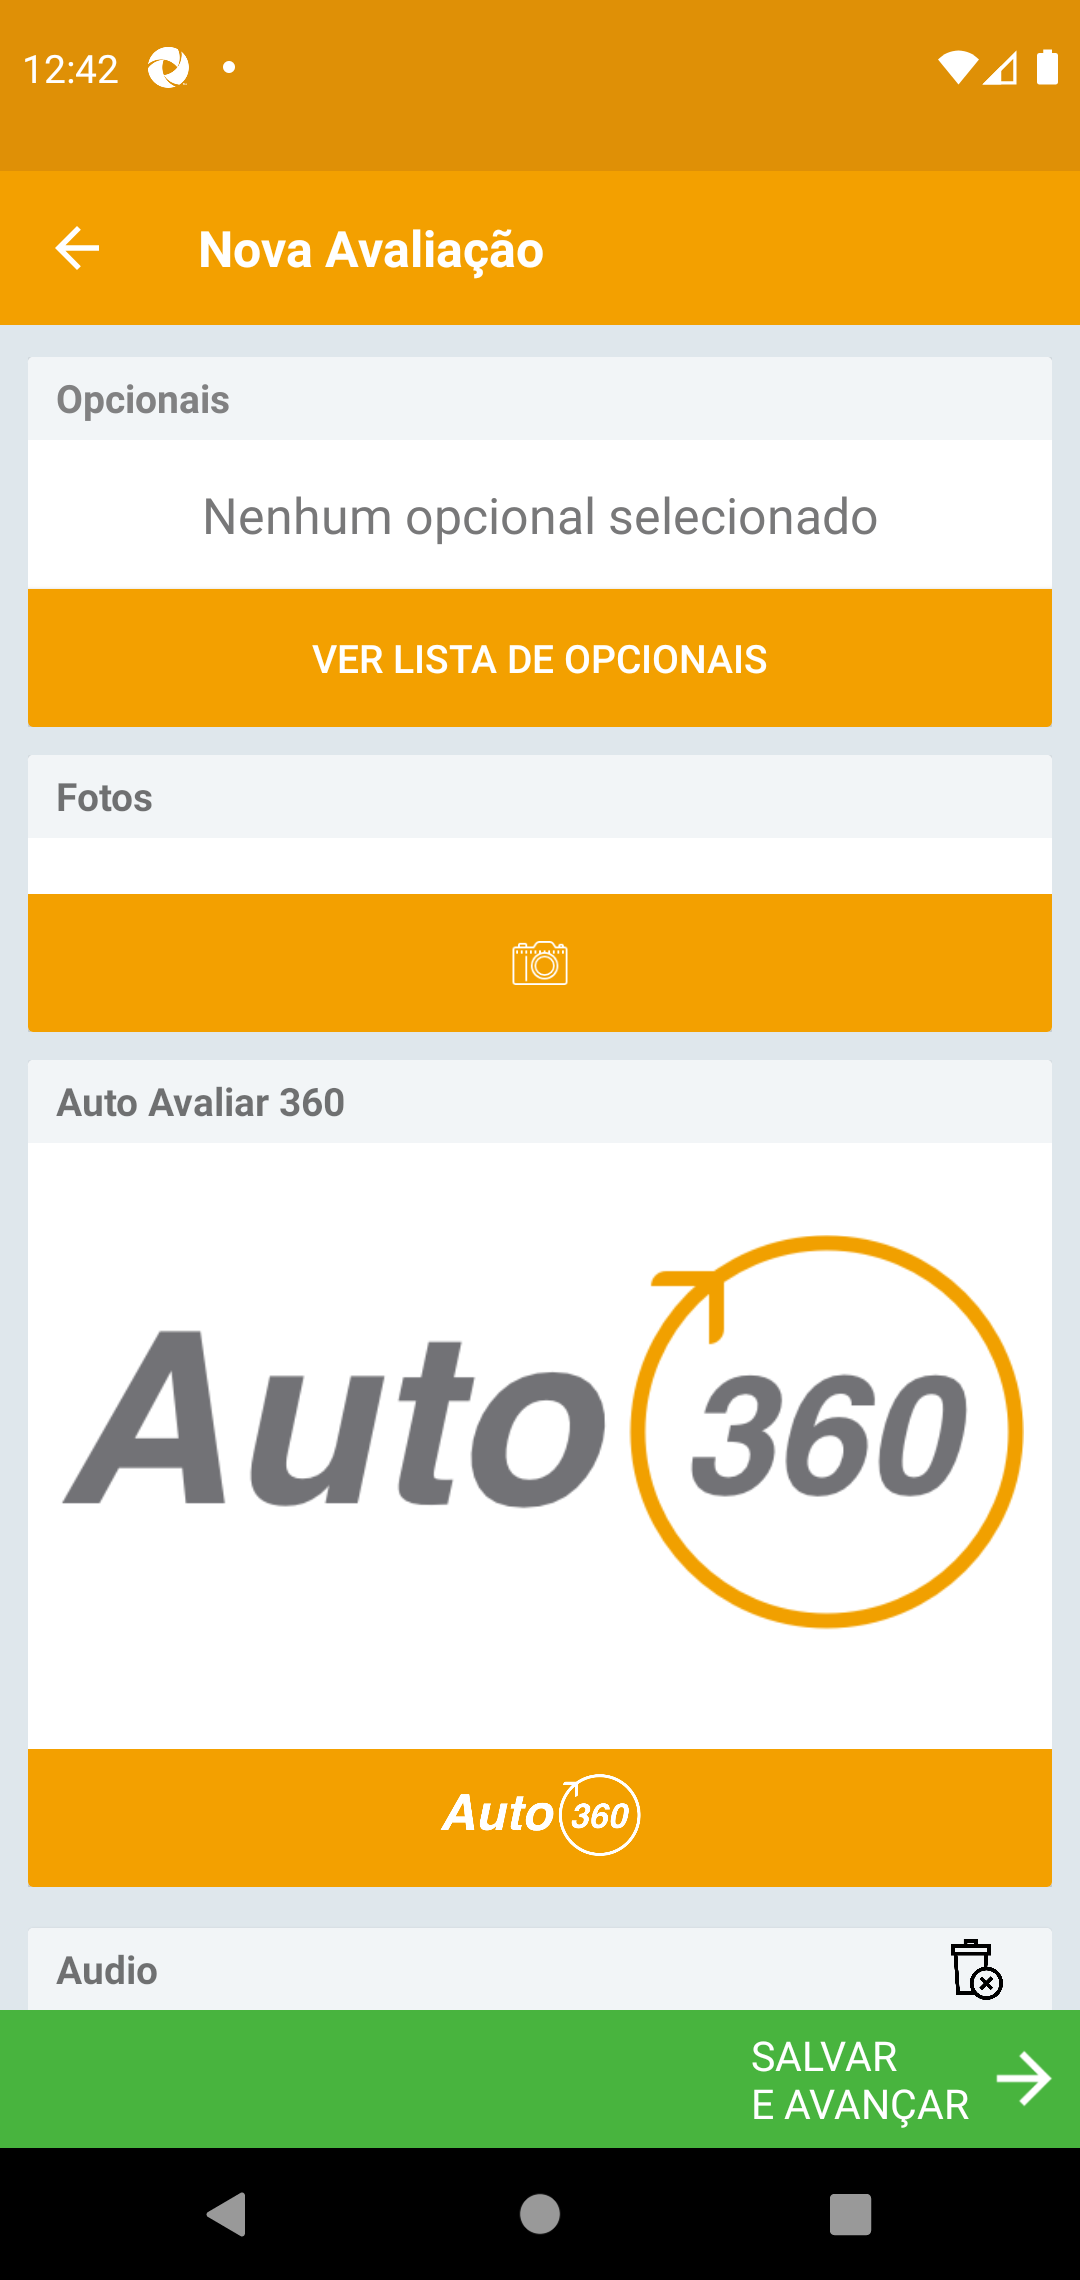 12:42
Nova Avaliação
Opcionais
Nenhum opcional selecionado
VER LISTA DE OPCIONAIS
Fotos
Auto Avaliar 360
Auto 360
Auto 360
Audio
SALVAR
E AVANÇAR